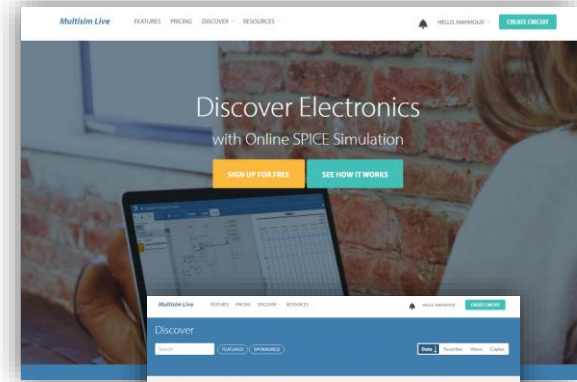 Multisim Live FEATURES PRICING DISCOVER RESOURCES HELLO, MAHMOUD CREATE CIRCUIT
Discover Electronics
with Online SPICE Simulation
SIGN UP FOR FREE SEE HOW IT WORKS
Multisim Live FEATURES PRICING DISCOVER RESOURCES HELLO, MAHMOUD CREATE CIRCUIT
Discover
Search FEATURED SPONSORED Date Favorites Views Copies